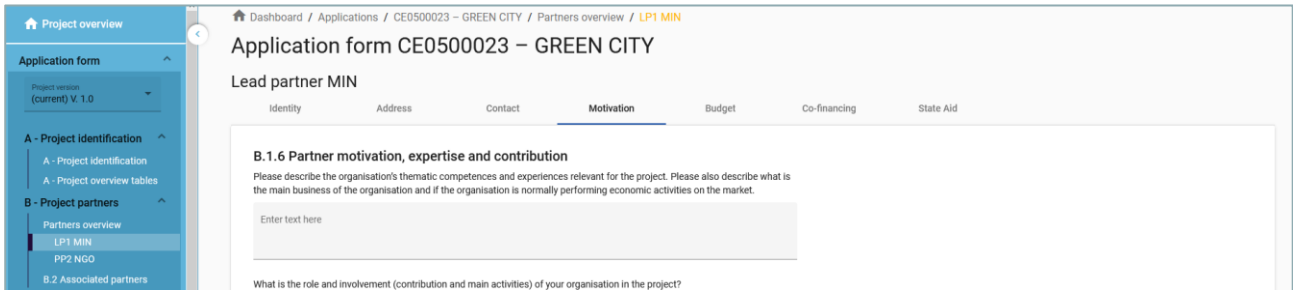 Project overview
Application form
Project version
(current) V. 1.0
A - Project identification
A - Project identification
A - Project overview tables
B - Project partners
Partners overview
LP1 MIN
PP2 NGO
B.2 Associated partners
Dashboard / Applications / CE0500023 – GREEN CITY / Partners overview / LP1 MIN
Application form CE0500023 – GREEN CITY
Lead partner MIN
Identity Address Contact Motivation Budget Co-financing State Aid
B.1.6 Partner motivation, expertise and contribution
Please describe the organisation's thematic competences and experiences relevant for the project. Please also describe what is
the main business of the organisation and if the organisation is normally performing economic activities on the market.
Enter text here
What is the role and involvement (contribution and main activities) of your organisation in the project?